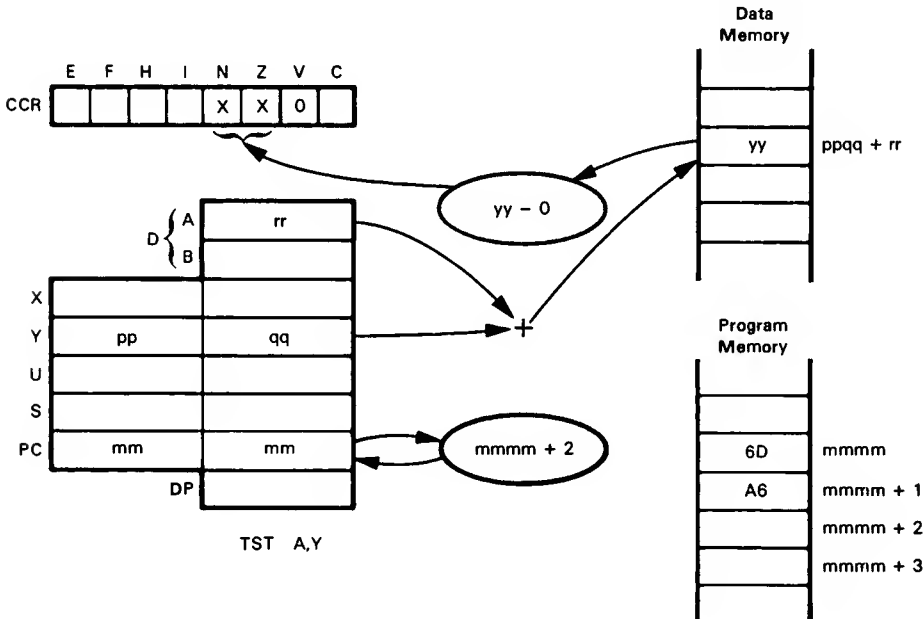 Data
Memory
E F H I N Z V C
CCR X X 0
yy ppqq + rr
yy – 0
D { A rr
B
X
Y pp qq
+
U
S
PC mm mm
mmmm + 2
DP
TST A,Y
Program
Memory
6D mmmm
A6 mmmm + 1
mmmm + 2
mmmm + 3